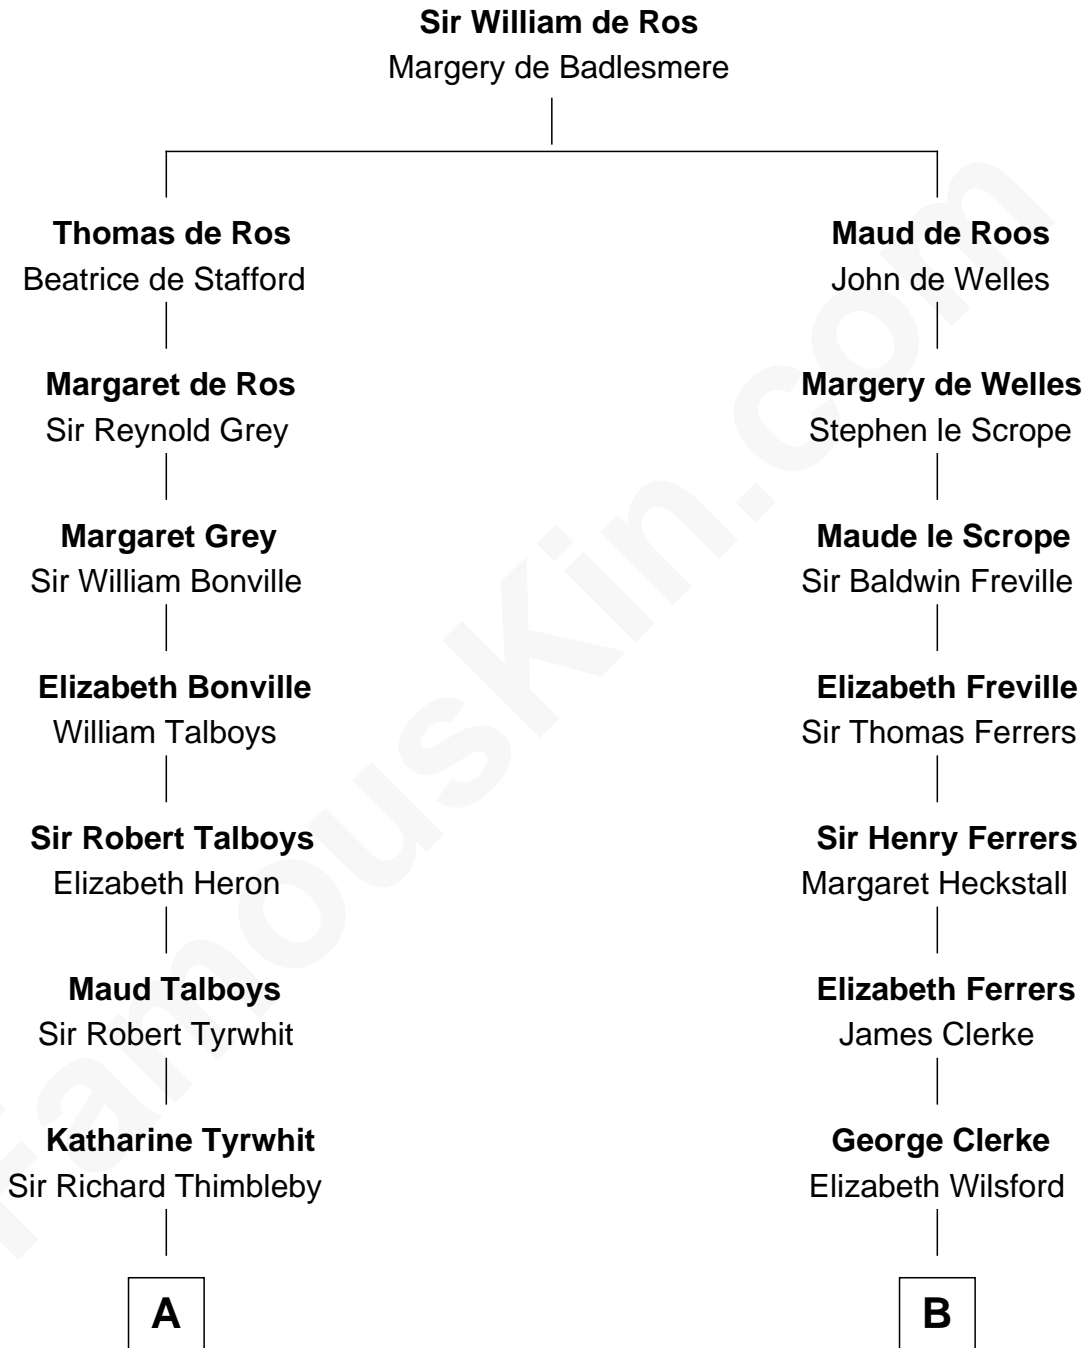 Sir William de Ros
Margery de Badlesmere
Thomas de Ros
Beatrice de Stafford
Maud de Roos
John de Welles
Margaret de Ros
Sir Reynold Grey
Margery de Welles
Stephen le Scrope
Margaret Grey
Sir William Bonville
Maude le Scrope
Sir Baldwin Freville
Elizabeth Bonville
William Talboys
Elizabeth Freville
Sir Thomas Ferrers
Sir Robert Talboys
Elizabeth Heron
Sir Henry Ferrers
Margaret Heckstall
Maud Talboys
Sir Robert Tyrwhit
Elizabeth Ferrers
James Clerke
Katharine Tyrwhit
Sir Richard Thimbleby
George Clerke
Elizabeth Wilsford
A
B
FamousKin.com